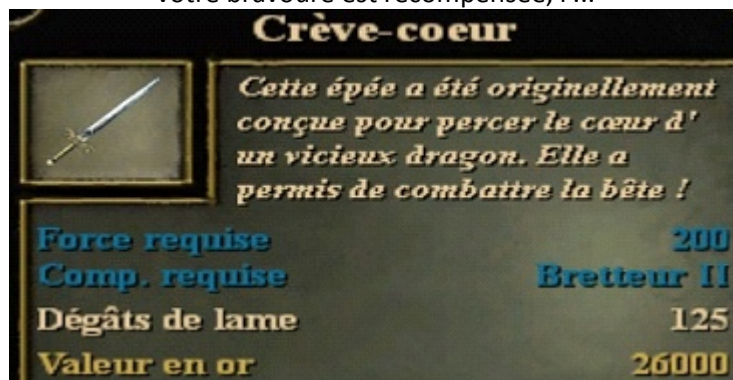 Crève-coeur
Cette épée a été originellement
conçue pour percer le cœur d'
un vicieux dragon. Elle a
permis de combattre la bête !
Force requise 200
Comp. requise Bretteur II
Dégâts de lame 125
Valeur en or 26000